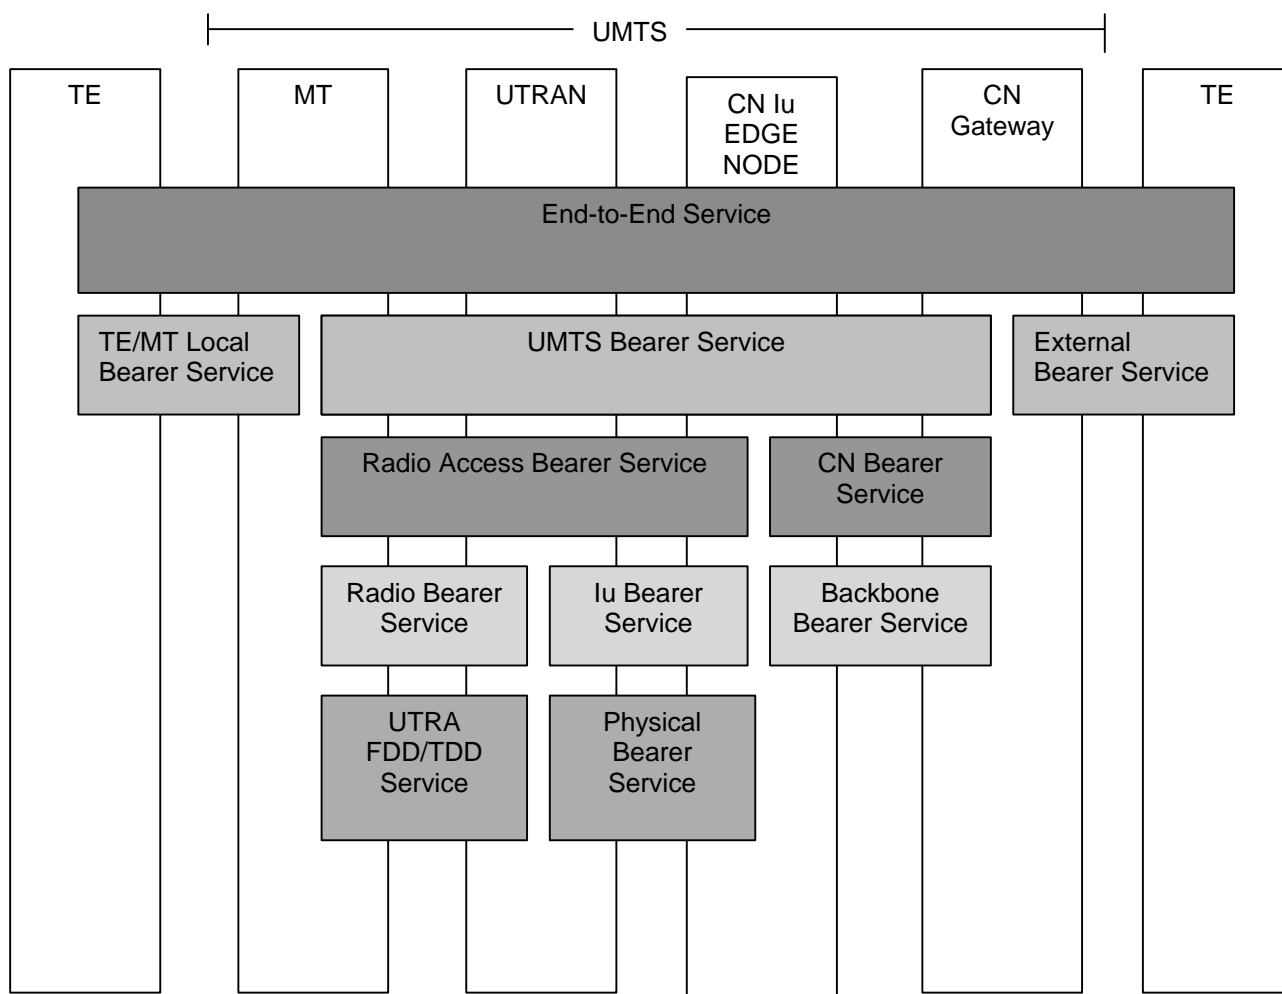 UMTS
TE
MT
UTRAN
CN Iu
EDGE
NODE
CN
Gateway
TE
End-to-End Service
TE/MT Local
Bearer Service
UMTS Bearer Service
External
Bearer Service
Radio Access Bearer Service
CN Bearer
Service
Radio Bearer
Service
Iu Bearer
Service
Backbone
Bearer Service
UTRA
FDD/TDD
Service
Physical
Bearer
Service